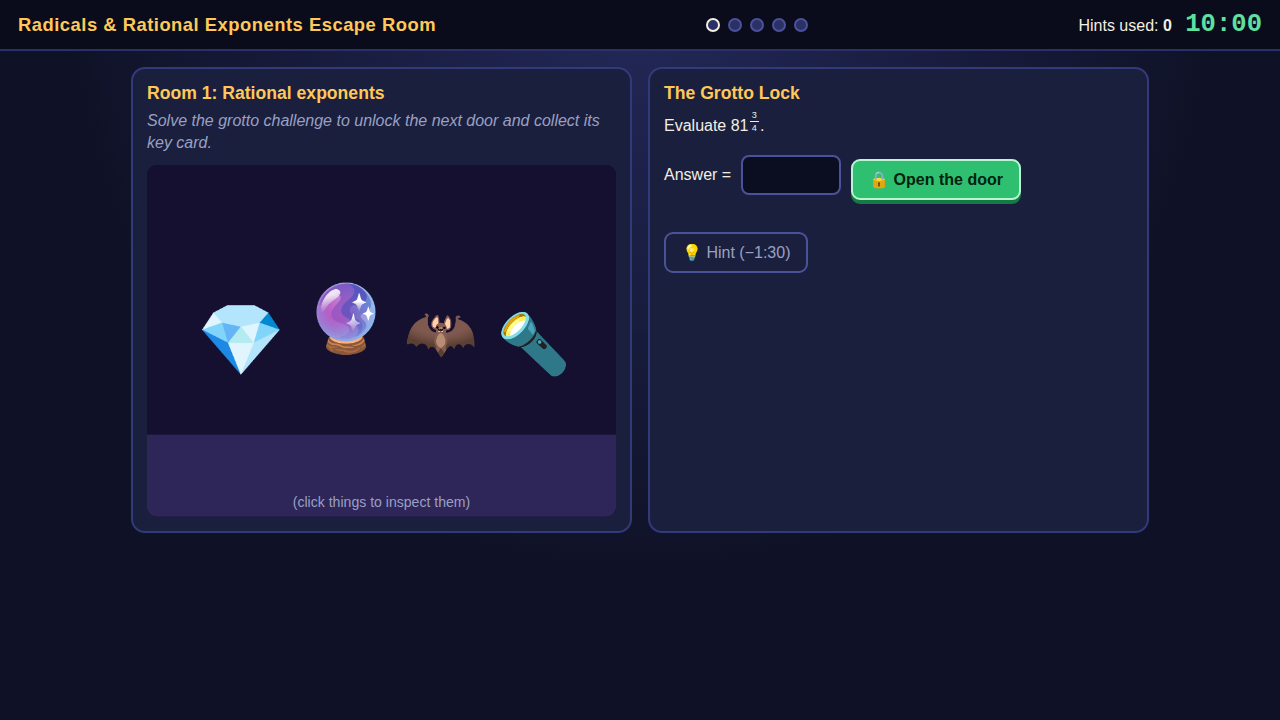 Radicals & Rational Exponents Escape Room
Hints used: 0 10:00
Room 1: Rational exponents
Solve the grotto challenge to unlock the next door and collect its
key card.
(click things to inspect them)
The Grotto Lock
Evaluate 81^(3/4).
Answer =
🔒 Open the door
💡 Hint (−1:30)